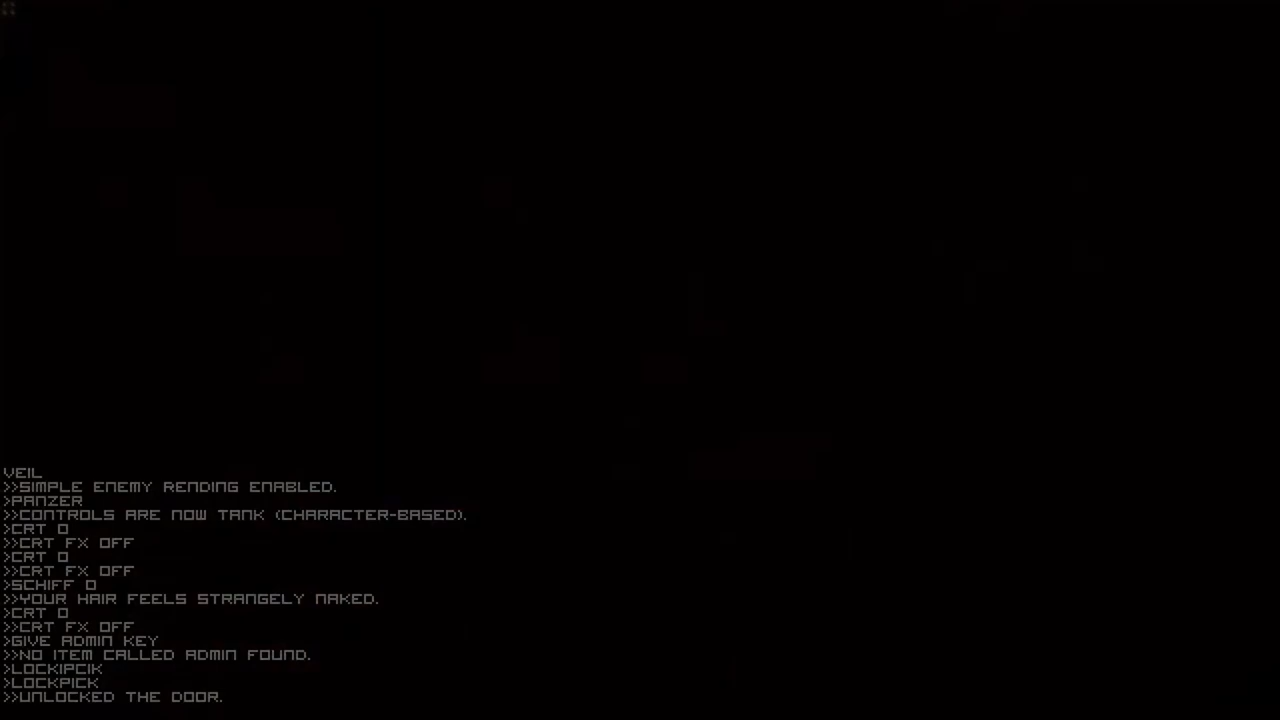 VEIL
>>SIMPLE ENEMY RENDING ENABLED.
>PANZER
>>CONTROLS ARE NOW TANK (CHARACTER-BASED).
>CRT 0
>>CRT FX OFF
>CRT 0
>>CRT FX OFF
>SCHIFF 0
>>YOUR HAIR FEELS STRANGELY NAKED.
>CRT 0
>>CRT FX OFF
>GIVE ADMIN KEY
>>NO ITEM CALLED ADMIN FOUND.
>LOCKIPCIK
>LOCKPICK
>>UNLOCKED THE DOOR.